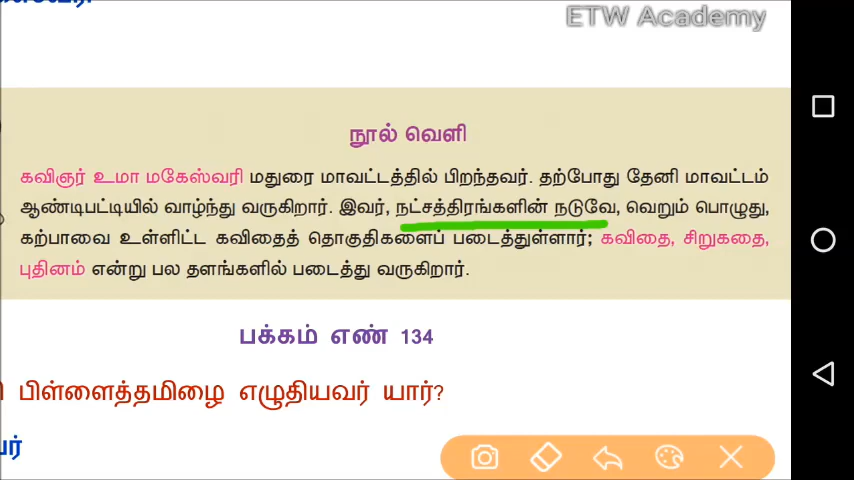 ETW Academy
நூல் வெளி
கவிஞர் உமா மகேஸ்வரி மதுரை மாவட்டத்தில் பிறந்தவர். தற்போது தேனி மாவட்டம்
ஆண்டிபட்டியில் வாழ்ந்து வருகிறார். இவர், நட்சத்திரங்களின் நடுவே, வெறும் பொழுது,
கற்பாவை உள்ளிட்ட கவிதைத் தொகுதிகளைப் படைத்துள்ளார்; கவிதை, சிறுகதை,
புதினம் என்று பல தளங்களில் படைத்து வருகிறார்.
பக்கம் எண் 134
பிள்ளைத்தமிழை எழுதியவர் யார்?